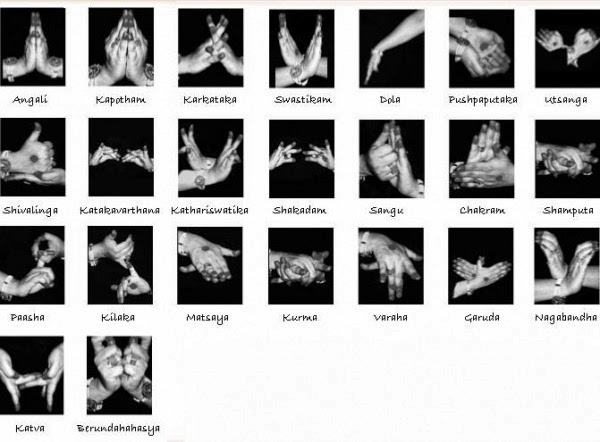 Angali Kapotham Karkataka Swastikam Dola Pushpaputaka Utsanga
Shivalinga Katakavarthana Kathariswatika Shakadam Sangu Chakram Shamputa
Paasha Kilaka Matsaya Kurma Varaha Garuda Nagabandha
Katva Berundahahasya